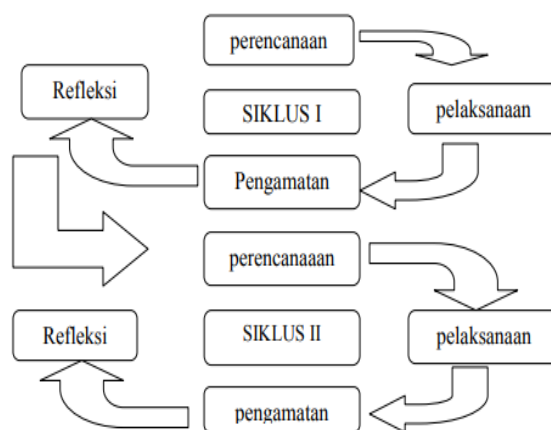 perencanaan
Refleksi
SIKLUS I
pelaksanaan
Pengamatan
perencanaaan
Refleksi
SIKLUS II
pelaksanaan
pengamatan